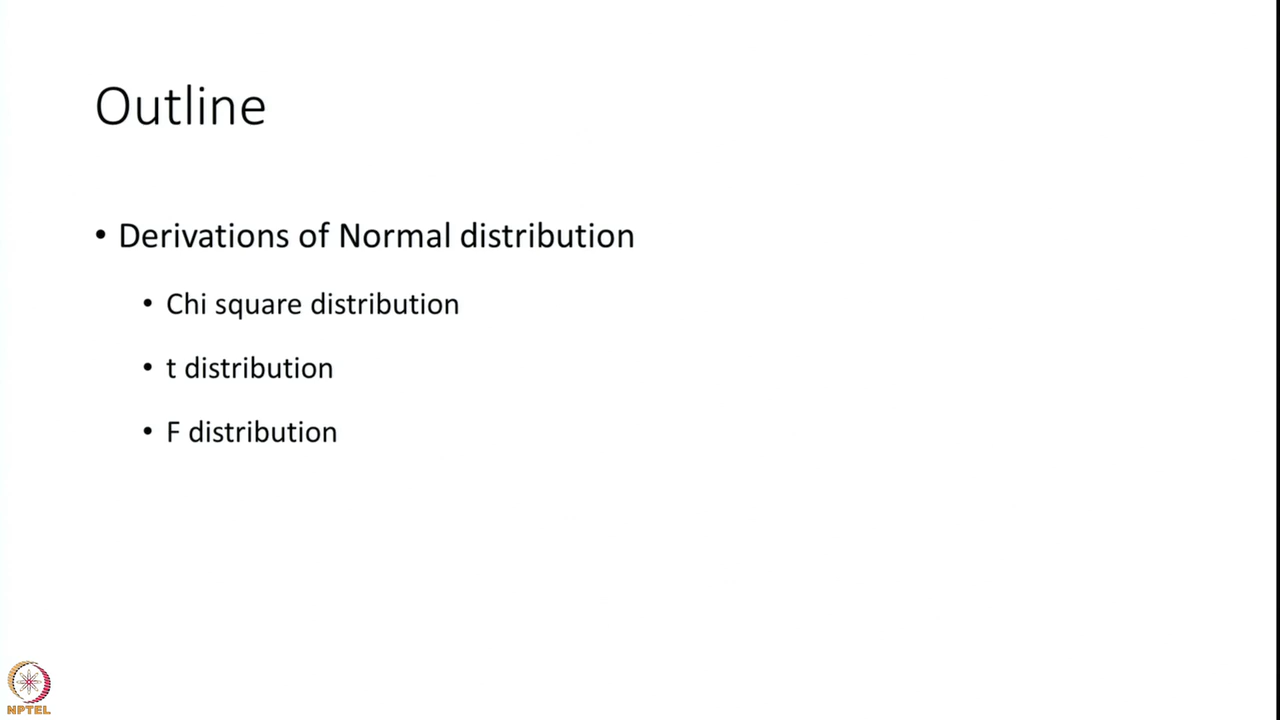 Outline
• Derivations of Normal distribution
• Chi square distribution
• t distribution
• F distribution
NPTEL